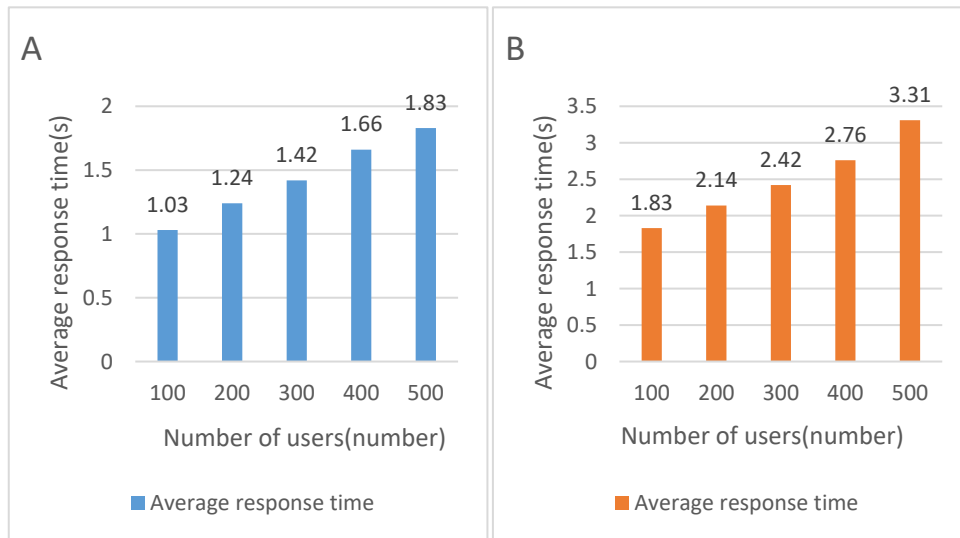 A
Average response time(s)
2
1.5
1
0.5
0
1.03
1.24
1.42
1.66
1.83
100 200 300 400 500
Number of users(number)
Average response time
B
Average response time(s)
3.5
3
2.5
2
1.5
1
0.5
0
1.83
2.14
2.42
2.76
3.31
100 200 300 400 500
Number of users(number)
Average response time